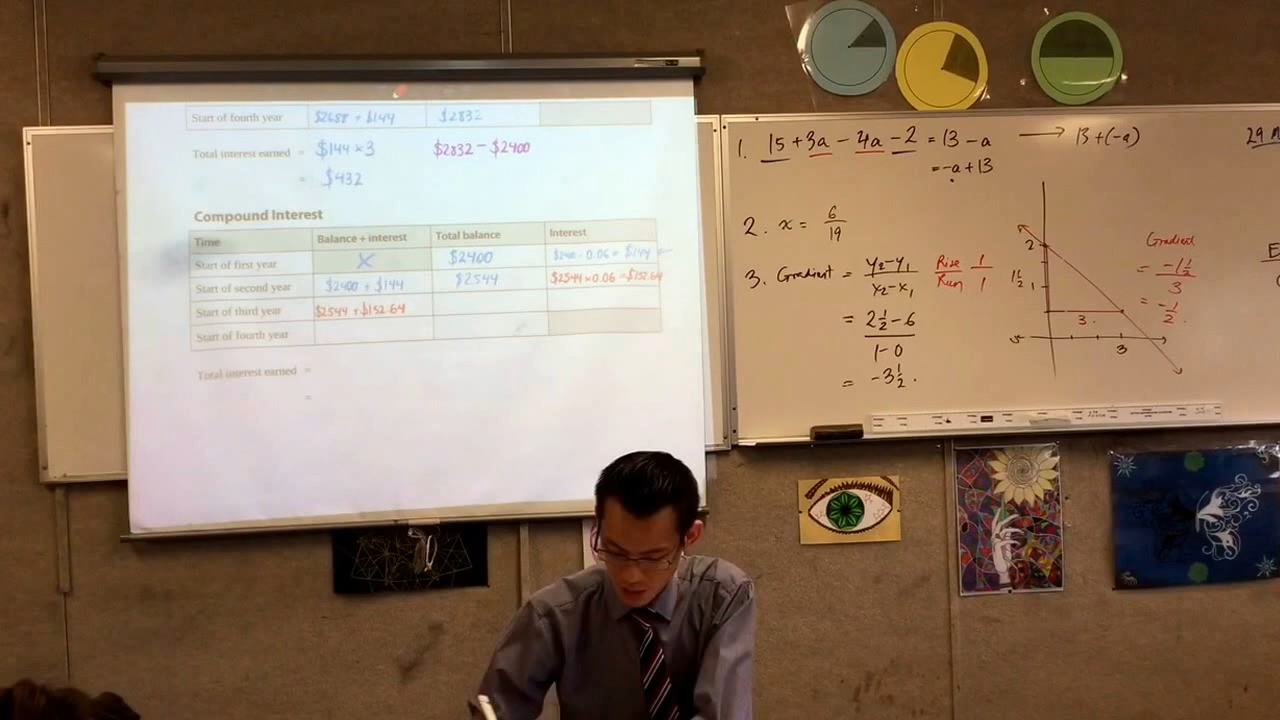 Start of fourth year $2688 + $144 $2832
Total interest earned = $144 × 3 $2832 − $2400
= $432
Compound Interest
Time Balance + interest Total balance Interest
Start of first year X $2400 $2400 × 0.06 = $144
Start of second year $2400 + $144 $2544 $2544 × 0.06 = $152.64
Start of third year $2544 + $152.64
Start of fourth year
Total interest earned =
=
1. 15 + 3a − 4a − 2 = 13 − a → 13 + (−a)
= −a + 13
2. x = 6/19
3. Gradient = y₂ − y₁ / x₂ − x₁ Rise/Run 1/1
= 2½ − 6 / 1 − 0
= −3½.
2
1½ 1
3.
3
Gradient
= −1½ / 3
= −½.
29